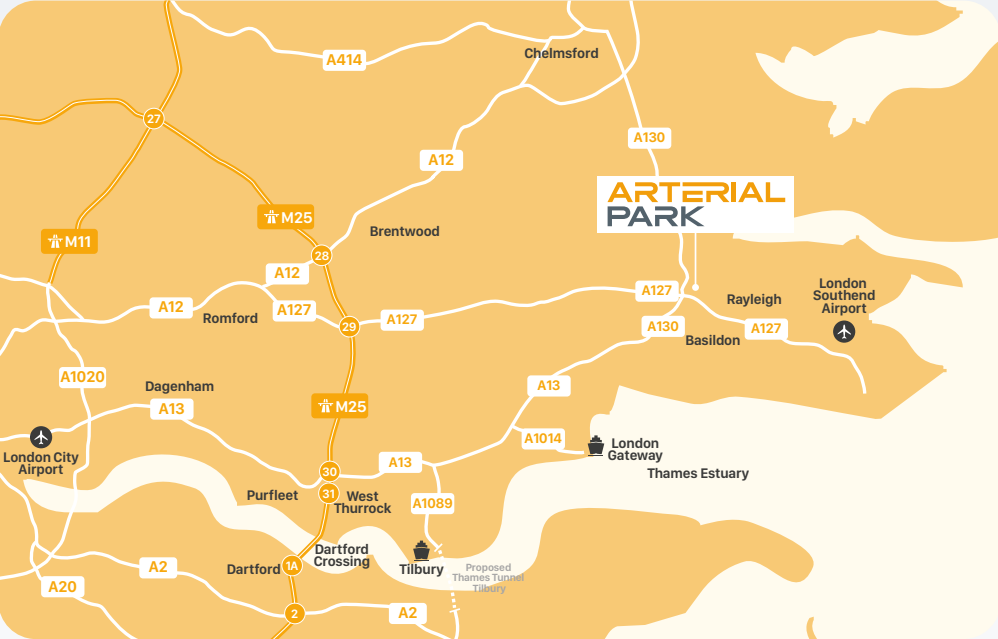 Chelmsford
A414
27
A130
A12
ARTERIAL
PARK
M25
M11
Brentwood
28
A12
London
Southend
Airport
A127
Rayleigh
A12
A127
Romford
A127
29
A130
A127
Basildon
A1020
Dagenham
A13
M25
A13
A1014
London
Gateway
London City
Airport
A13
30
Thames Estuary
31
Purfleet
West
Thurrock
A1089
Dartford
Crossing
A2
Dartford
1A
Tilbury
Proposed
Thames Tunnel
Tilbury
A20
2
A2